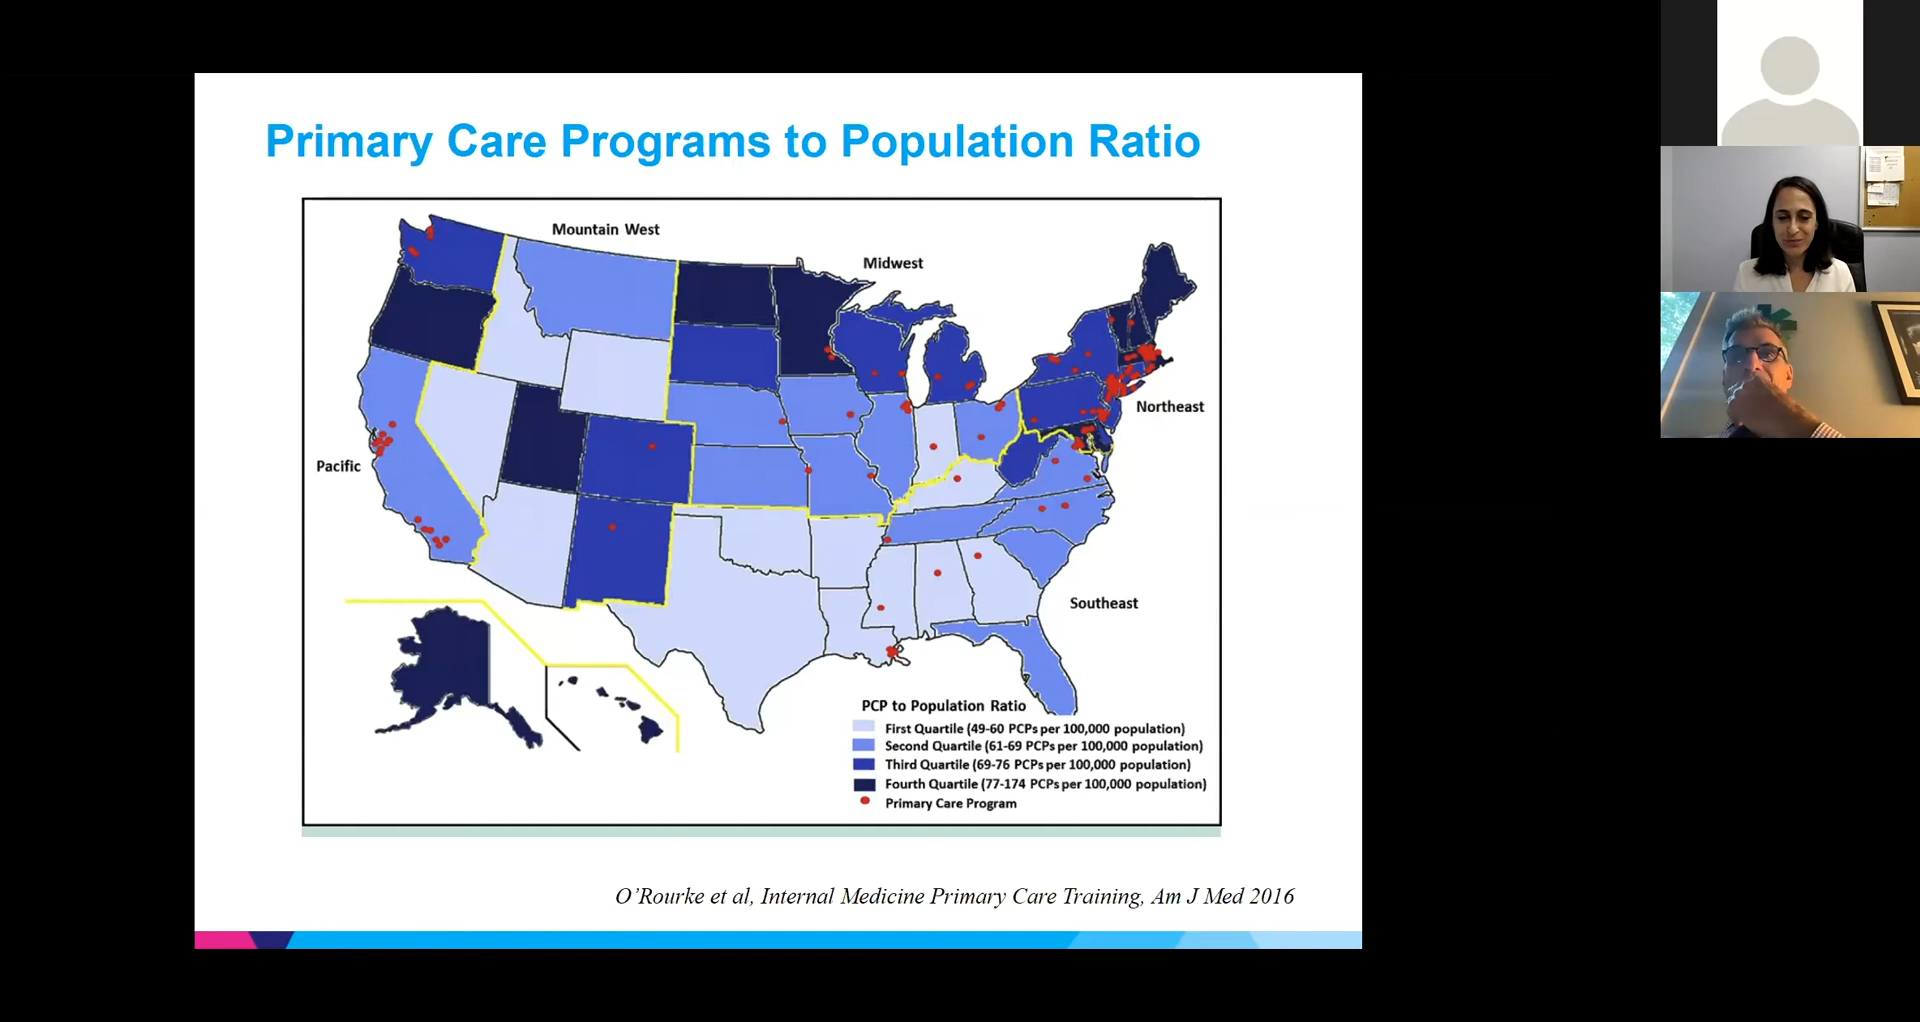 Primary Care Programs to Population Ratio
Mountain West
Midwest
Northeast
Pacific
Southeast
PCP to Population Ratio
First Quartile (49-60 PCPs per 100,000 population)
Second Quartile (61-69 PCPs per 100,000 population)
Third Quartile (69-76 PCPs per 100,000 population)
Fourth Quartile (77-174 PCPs per 100,000 population)
Primary Care Program
O’Rourke et al, Internal Medicine Primary Care Training, Am J Med 2016